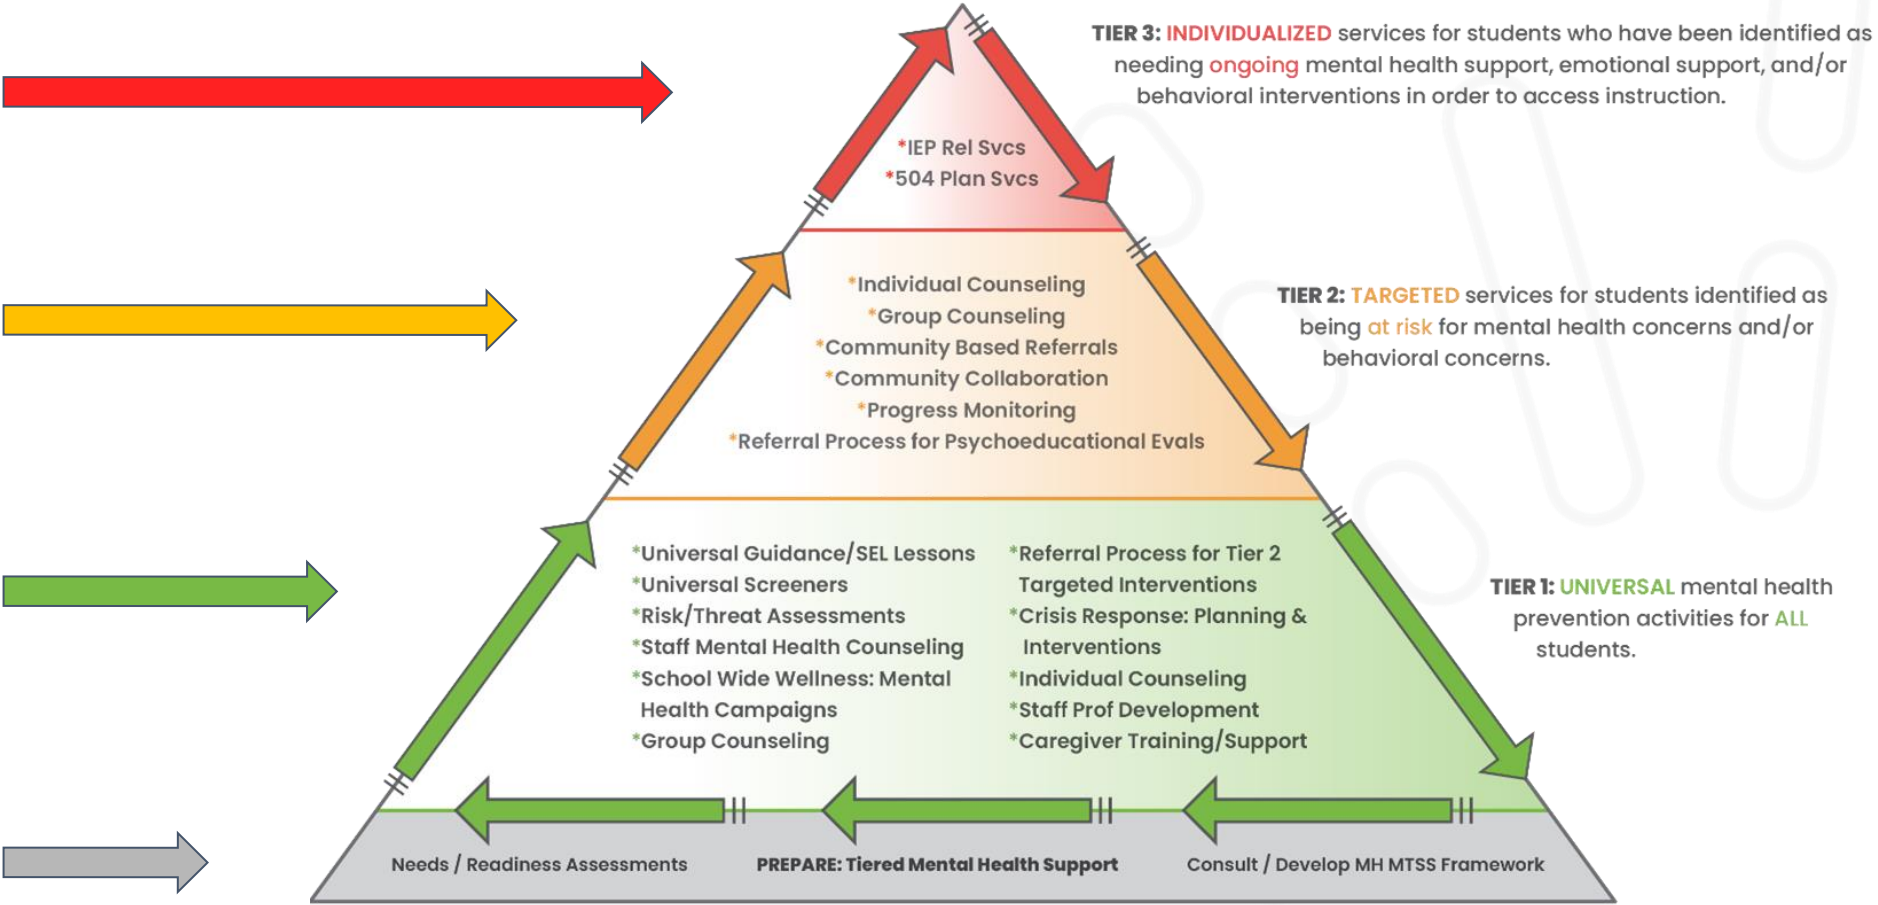 TIER 3: INDIVIDUALIZED services for students who have been identified as
needing ongoing mental health support, emotional support, and/or
behavioral interventions in order to access instruction.
*IEP Rel Svcs
*504 Plan Svcs
*Individual Counseling
*Group Counseling
*Community Based Referrals
*Community Collaboration
*Progress Monitoring
*Referral Process for Psychoeducational Evals
TIER 2: TARGETED services for students identified as
being at risk for mental health concerns and/or
behavioral concerns.
*Universal Guidance/SEL Lessons
*Universal Screeners
*Risk/Threat Assessments
*Staff Mental Health Counseling
*School Wide Wellness: Mental
Health Campaigns
*Group Counseling
*Referral Process for Tier 2
Targeted Interventions
*Crisis Response: Planning &
Interventions
*Individual Counseling
*Staff Prof Development
*Caregiver Training/Support
TIER 1: UNIVERSAL mental health
prevention activities for ALL
students.
Needs / Readiness Assessments
PREPARE: Tiered Mental Health Support
Consult / Develop MH MTSS Framework